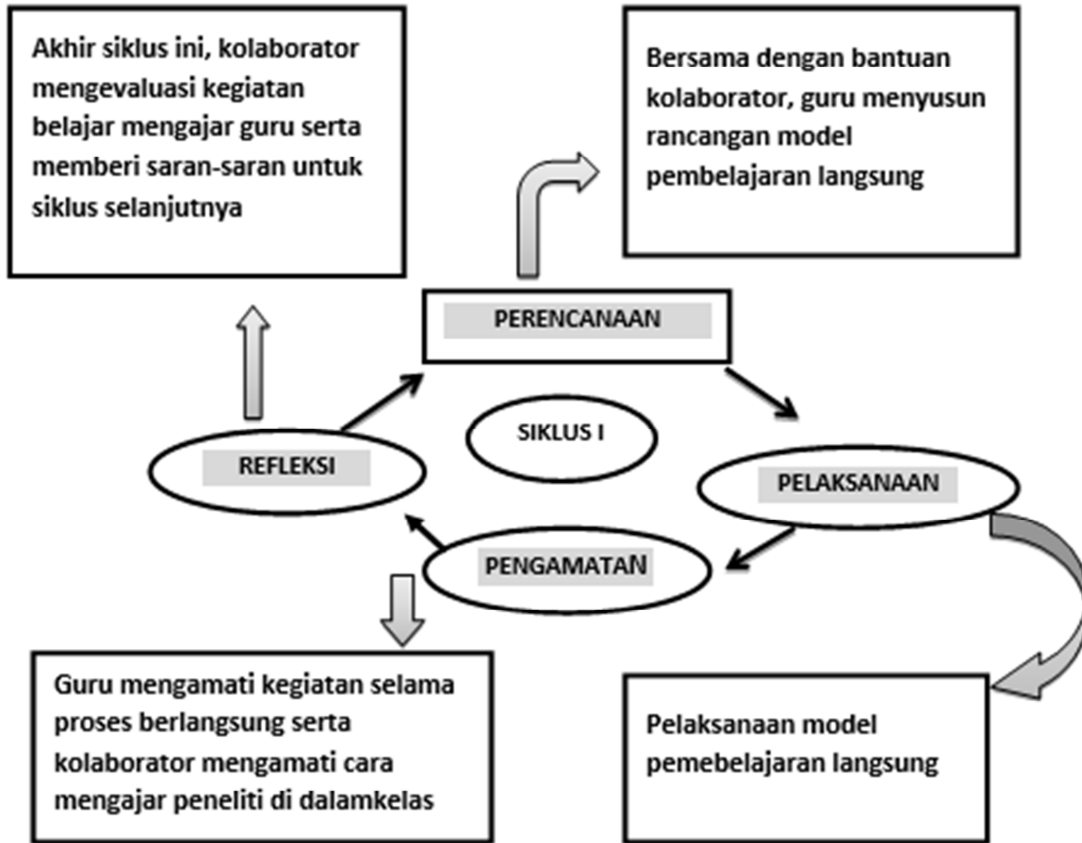 Akhir siklus ini, kolaborator
mengevaluasi kegiatan
belajar mengajar guru serta
memberi saran-saran untuk
siklus selanjutnya
Bersama dengan bantuan
kolaborator, guru menyusun
rancangan model
pembelajaran langsung
PERENCANAAN
SIKLUS I
REFLEKSI
PELAKSANAAN
PENGAMATAN
Guru mengamati kegiatan selama
proses berlangsung serta
kolaborator mengamati cara
mengajar peneliti di dalamkelas
Pelaksanaan model
pemebelajaran langsung